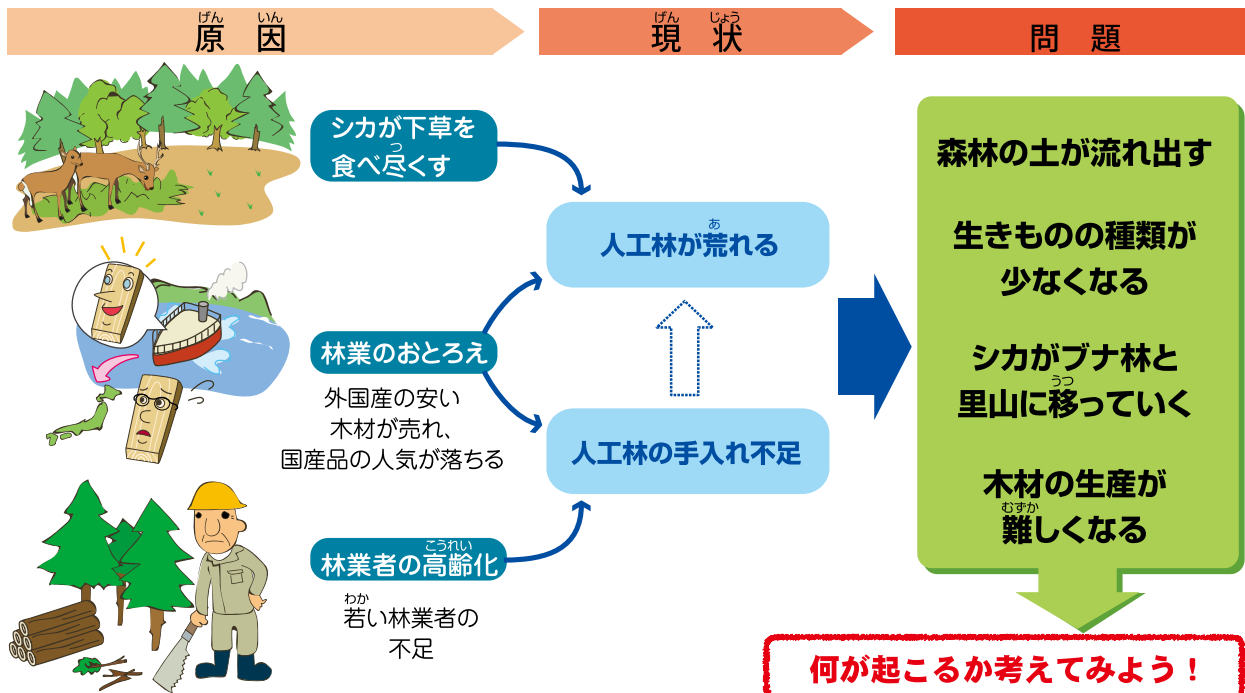 原因
げんいん
現状
げんじょう
問題
シカが下草を
食べ尽くす
つ
林業のおとろえ
外国産の安い
木材が売れ、
国産品の人気が落ちる
林業者の高齢化
こうれい
若い林業者の
わか
不足
人工林が荒れる
あ
人工林の手入れ不足
森林の土が流れ出す
生きものの種類が
少なくなる
シカがブナ林と
里山に移っていく
うつ
木材の生産が
難しくなる
むずか
何が起こるか考えてみよう！